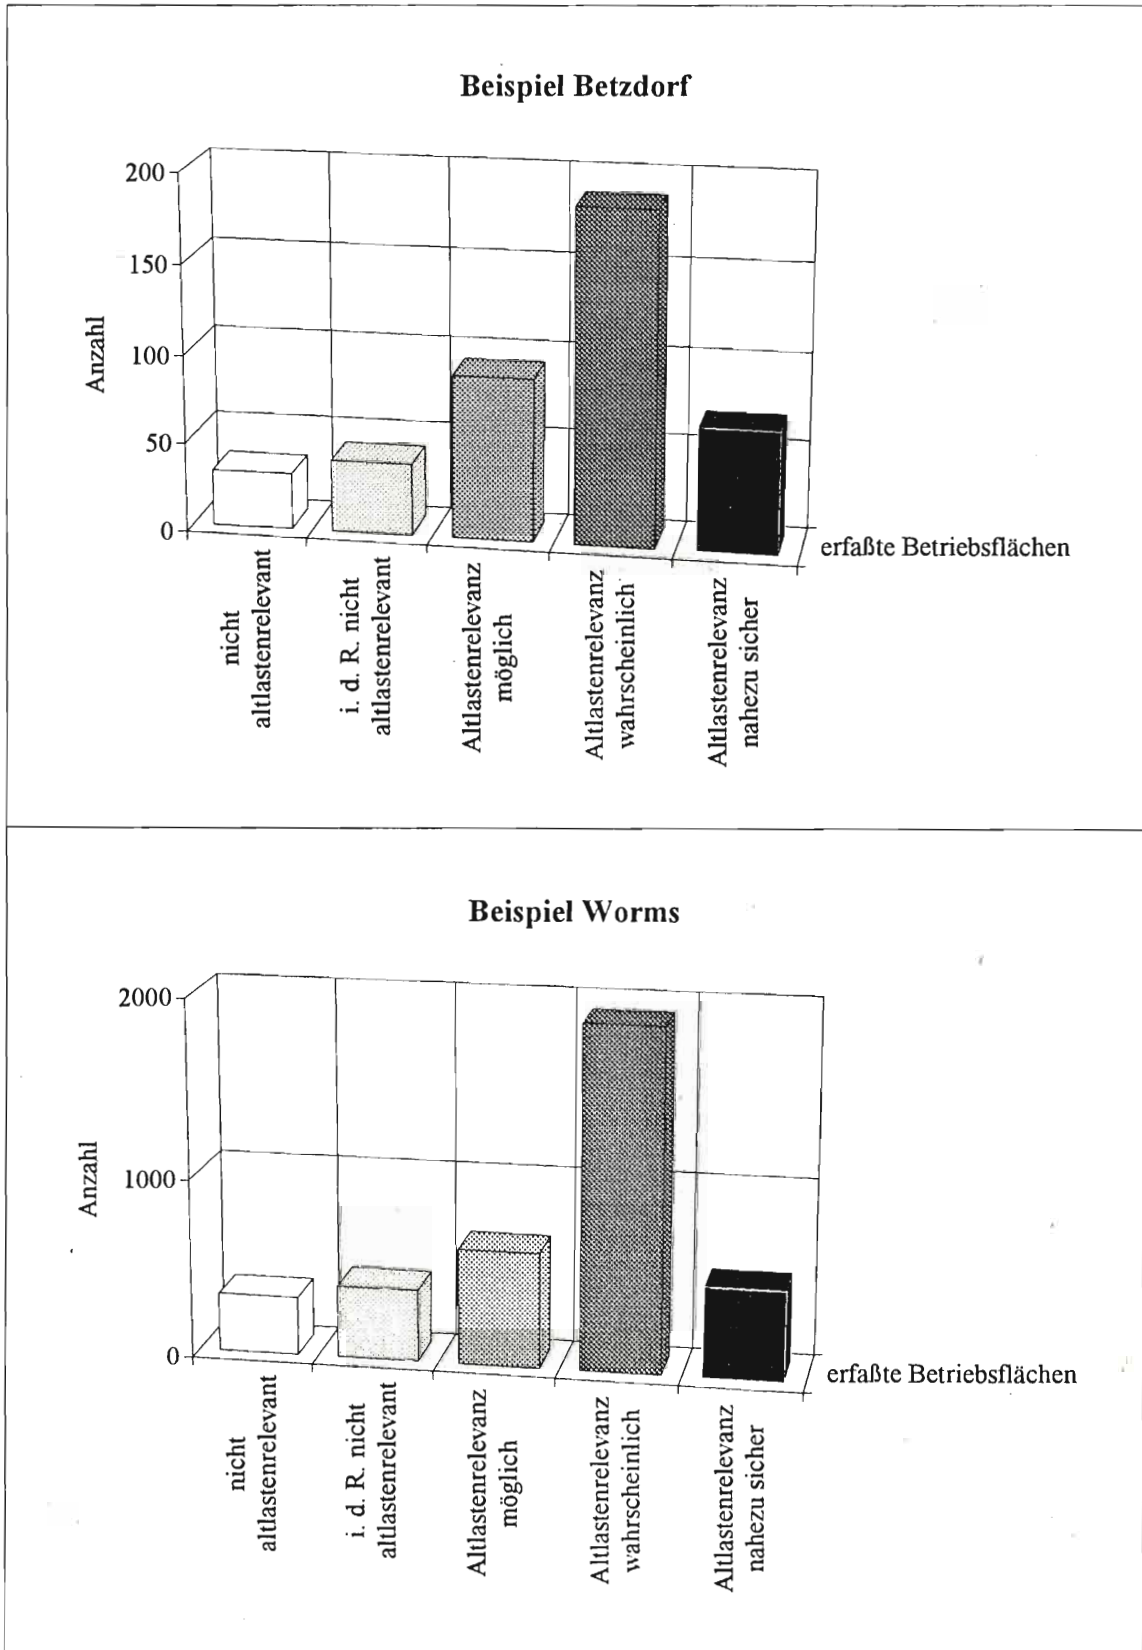 Beispiel Betzdorf
200
150
100
50
0
Anzahl
erfaßte Betriebsflächen
nicht
altlastenrelevant
i. d. R. nicht
altlastenrelevant
Altlastenrelevanz
möglich
Altlastenrelevanz
wahrscheinlich
Altlastenrelevanz
nahezu sicher
Beispiel Worms
2000
1000
0
Anzahl
erfaßte Betriebsflächen
nicht
altlastenrelevant
i. d. R. nicht
altlastenrelevant
Altlastenrelevanz
möglich
Altlastenrelevanz
wahrscheinlich
Altlastenrelevanz
nahezu sicher